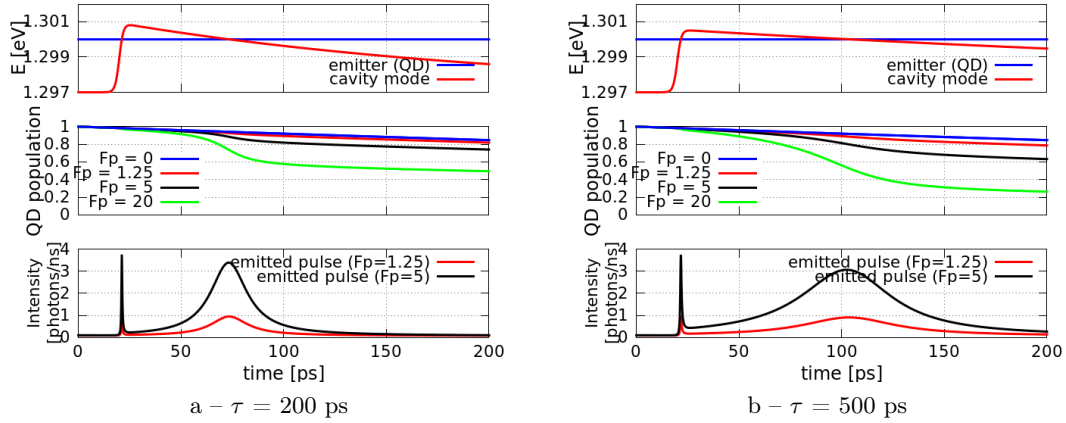 E [eV]
1.301
1.299
1.297
emitter (QD)
cavity mode
QD population
1
0.8
0.6
0.4
0.2
0
Fp = 0
Fp = 1.25
Fp = 5
Fp = 20
Intensity
[photons/ns]
4
3
2
1
0
emitted pulse (Fp=1.25)
emitted pulse (Fp=5)
0 50 100 150 200
time [ps]
a – τ = 200 ps
E [eV]
1.301
1.299
1.297
emitter (QD)
cavity mode
QD population
1
0.8
0.6
0.4
0.2
0
Fp = 0
Fp = 1.25
Fp = 5
Fp = 20
Intensity
[photons/ns]
4
3
2
1
0
emitted pulse (Fp=1.25)
emitted pulse (Fp=5)
0 50 100 150 200
time [ps]
b – τ = 500 ps